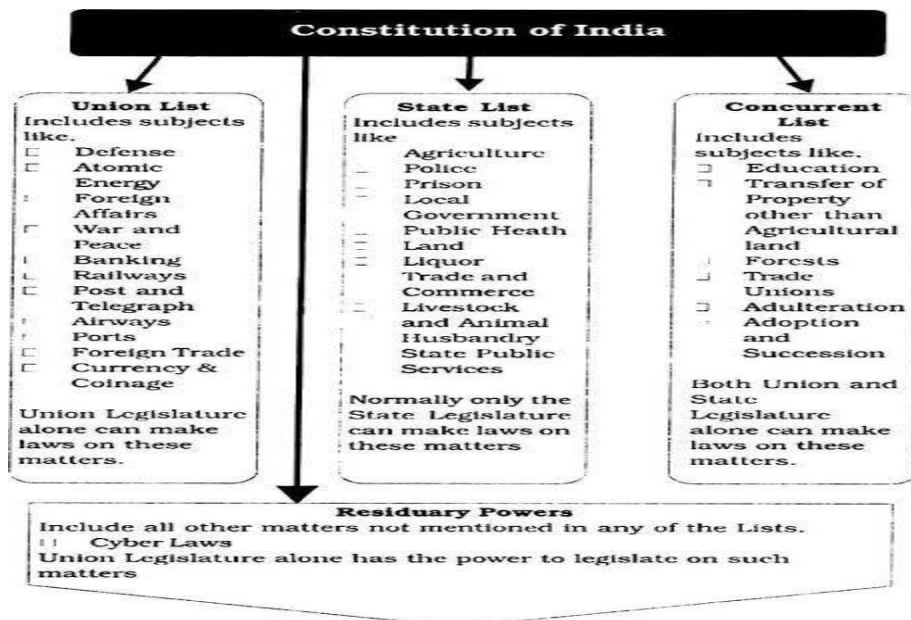 Constitution of India
Union List
Includes subjects
like.
Defense
Atomic
Energy
Foreign
Affairs
War and
Peace
Banking
Railways
Post and
Telegraph
Airways
Ports
Foreign Trade
Currency &
Coinage
Union Legislature
alone can make
laws on these
matters.
State List
Includes subjects
like
Agriculture
Police
Prison
Local
Government
Public Heath
Land
Liquor
Trade and
Commerce
Livestock
and Animal
Husbandry
State Public
Services
Normally only the
State Legislature
can make laws on
these matters
Concurrent
List
Includes
subjects like.
Education
Transfer of
Property
other than
Agricultural
land
Forests
Trade
Unions
Adulteration
Adoption
and
Succession
Both Union and
State
Legislature
alone can make
laws on these
matters.
Residuary Powers
Include all other matters not mentioned in any of the Lists.
Cyber Laws
Union Legislature alone has the power to legislate on such
matters